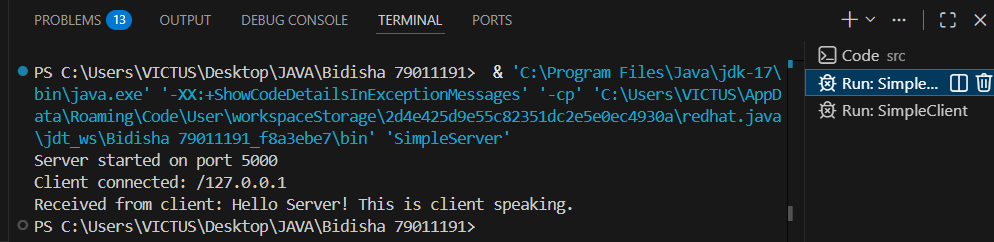 PROBLEMS 13 OUTPUT DEBUG CONSOLE TERMINAL PORTS
PS C:\Users\VICTUS\Desktop\JAVA\Bidisha 79011191>  & 'C:\Program Files\Java\jdk-17\
bin\java.exe' '-XX:+ShowCodeDetailsInExceptionMessages' '-cp' 'C:\Users\VICTUS\AppD
ata\Roaming\Code\User\workspaceStorage\2d4e425d9e55c82351dc2e5e0ec4930a\redhat.java
\jdt_ws\Bidisha 79011191_f8a3ebe7\bin' 'SimpleServer'
Server started on port 5000
Client connected: /127.0.0.1
Received from client: Hello Server! This is client speaking.
PS C:\Users\VICTUS\Desktop\JAVA\Bidisha 79011191>
Code src
Run: Simple...
Run: SimpleClient